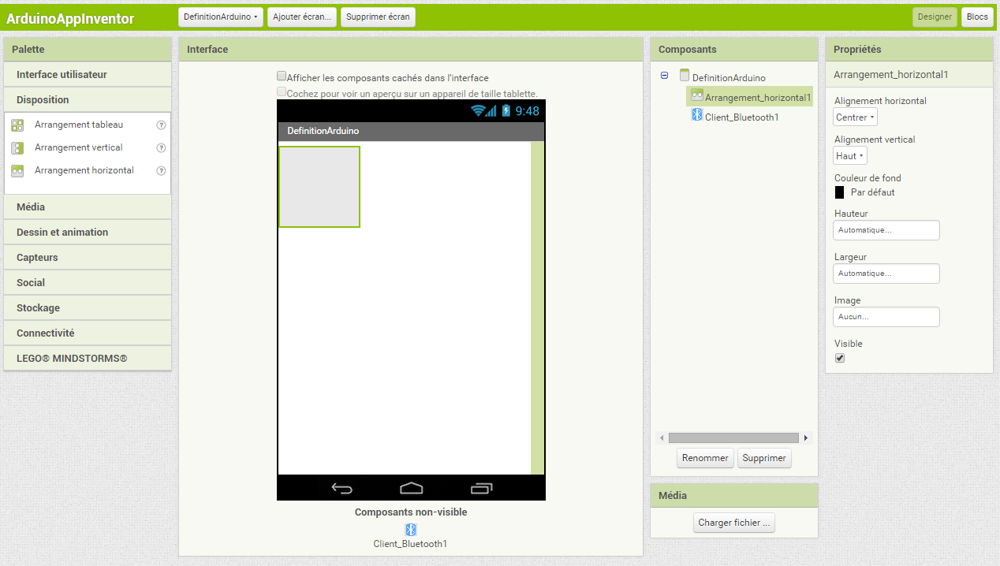 ArduinoAppInventor
DefinitionArduino
Ajouter écran...
Supprimer écran
Designer
Blocs
Palette
Interface utilisateur
Disposition
Arrangement tableau
?
Arrangement vertical
?
Arrangement horizontal
?
Média
Dessin et animation
Capteurs
Social
Stockage
Connectivité
LEGO® MINDSTORMS®
Interface
Afficher les composants cachés dans l'interface
Cochez pour voir un aperçu sur un appareil de taille tablette.
9:48
DefinitionArduino
Composants non-visible
Client_Bluetooth1
Composants
DefinitionArduino
Arrangement_horizontal1
Client_Bluetooth1
Renommer
Supprimer
Média
Charger fichier ...
Propriétés
Arrangement_horizontal1
Alignement horizontal
Centrer
Alignement vertical
Haut
Couleur de fond
Par défaut
Hauteur
Automatique...
Largeur
Automatique...
Image
Aucun...
Visible